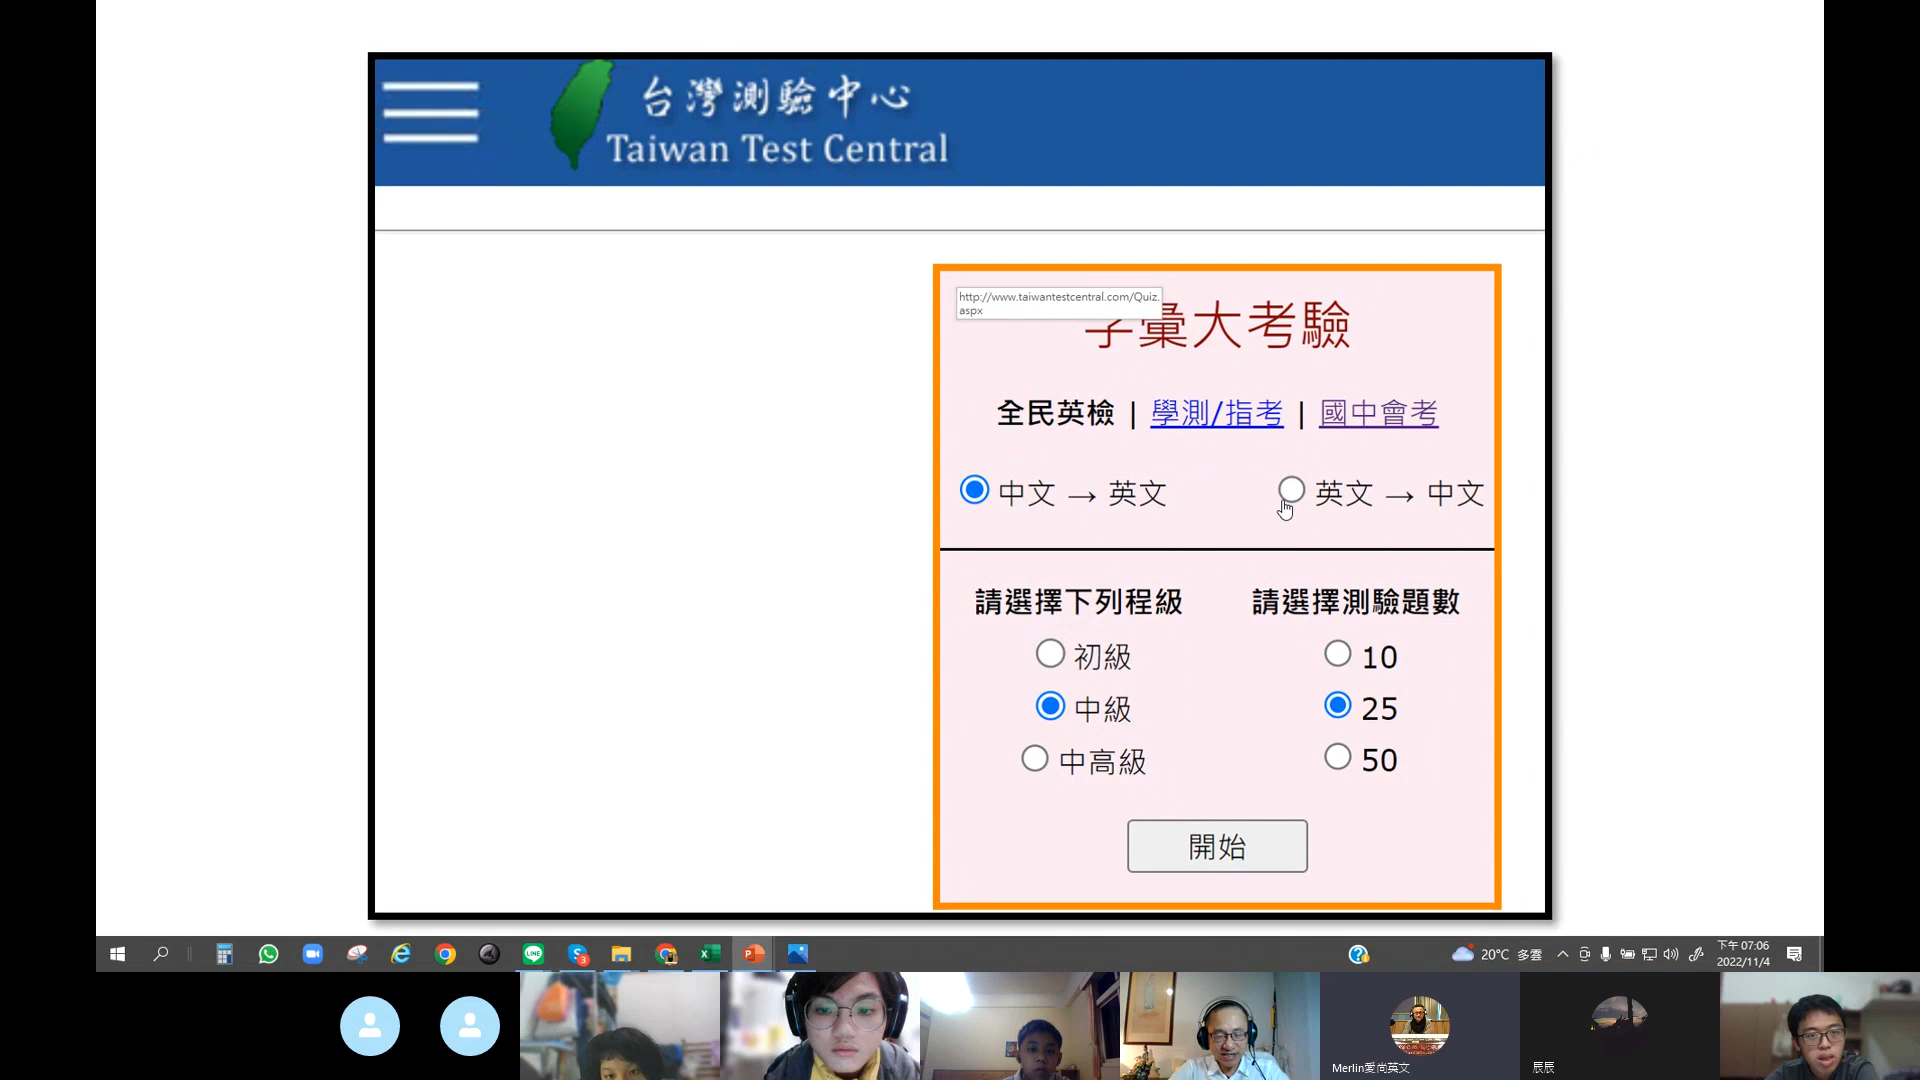 台灣測驗中心
Taiwan Test Central
http://www.taiwantestcentral.com/Quiz.
aspx
字彙大考驗
全民英檢 | 學測/指考 | 國中會考
中文 → 英文
英文 → 中文
請選擇下列程級
請選擇測驗題數
初級
10
中級
25
中高級
50
開始
20°C 多雲
下午 07:06
2022/11/4
Merlin愛尚英文
辰辰